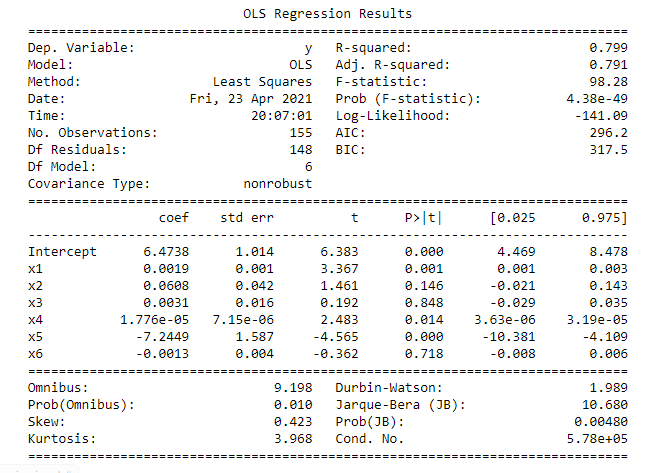 OLS Regression Results
==============================================================================
Dep. Variable:                      y   R-squared:                       0.799
Model:                            OLS   Adj. R-squared:                  0.791
Method:                 Least Squares   F-statistic:                     98.28
Date:                Fri, 23 Apr 2021   Prob (F-statistic):           4.38e-49
Time:                        20:07:01   Log-Likelihood:                -141.09
No. Observations:                 155   AIC:                             296.2
Df Residuals:                     148   BIC:                             317.5
Df Model:                           6
Covariance Type:            nonrobust
==============================================================================
                 coef    std err          t      P>|t|      [0.025      0.975]
------------------------------------------------------------------------------
Intercept      6.4738      1.014      6.383      0.000       4.469       8.478
x1             0.0019      0.001      3.367      0.001       0.001       0.003
x2             0.0608      0.042      1.461      0.146      -0.021       0.143
x3             0.0031      0.016      0.192      0.848      -0.029       0.035
x4          1.776e-05   7.15e-06      2.483      0.014    3.63e-06    3.19e-05
x5            -7.2449      1.587     -4.565      0.000     -10.381      -4.109
x6            -0.0013      0.004     -0.362      0.718      -0.008       0.006
==============================================================================
Omnibus:                        9.198   Durbin-Watson:                   1.989
Prob(Omnibus):                  0.010   Jarque-Bera (JB):               10.680
Skew:                           0.423   Prob(JB):                      0.00480
Kurtosis:                       3.968   Cond. No.                     5.78e+05
==============================================================================